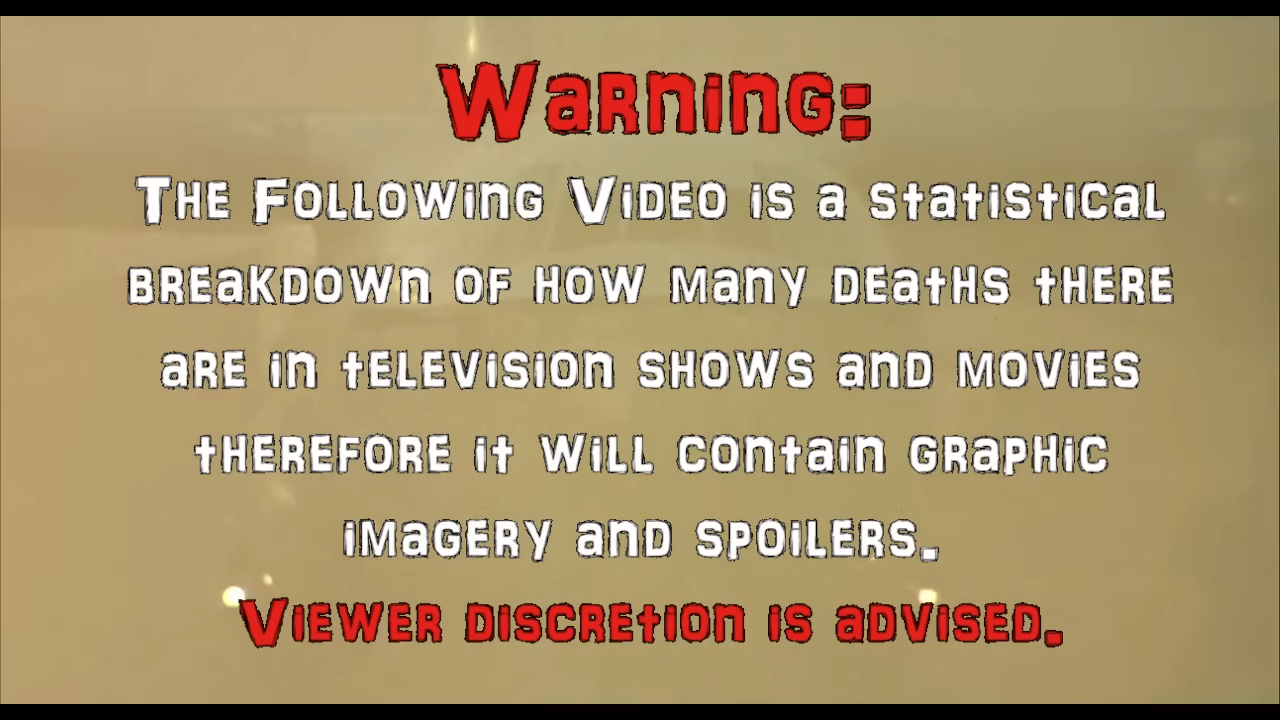 Warning:
The Following Video is a statistical
breakdown of how many deaths there
are in television shows and movies
therefore it will contain graphic
imagery and spoilers.
Viewer discretion is advised.